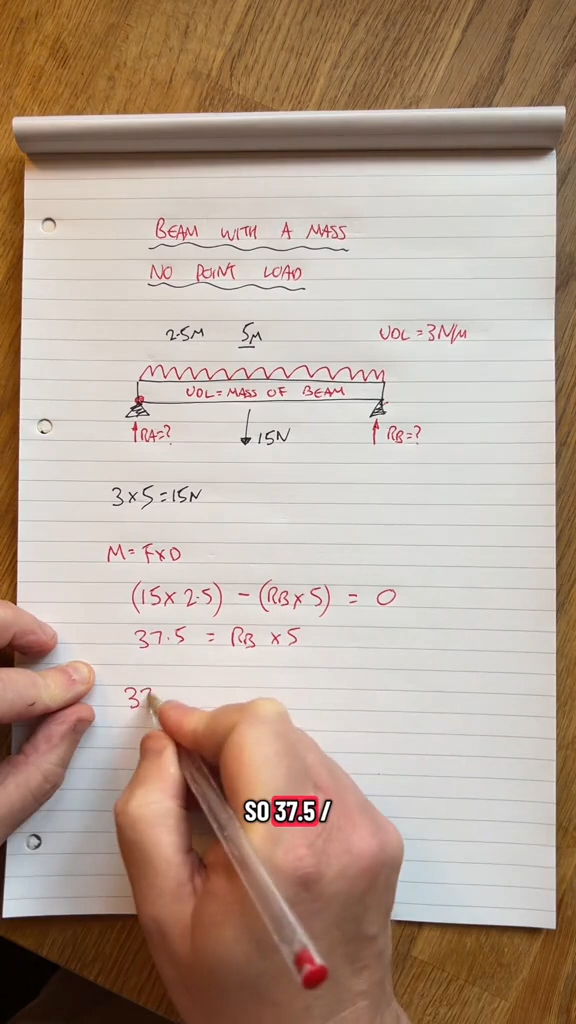 BEAM WITH A MASS
NO POINT LOAD
2.5M 5M UDL = 3N/M
UDL = MASS OF BEAM
RA=? 15N RB=?
3 × 5 = 15N
M = F×D
(15 × 2.5) - (RB × 5) = 0
37.5 = RB × 5
37
SO 37.5 /